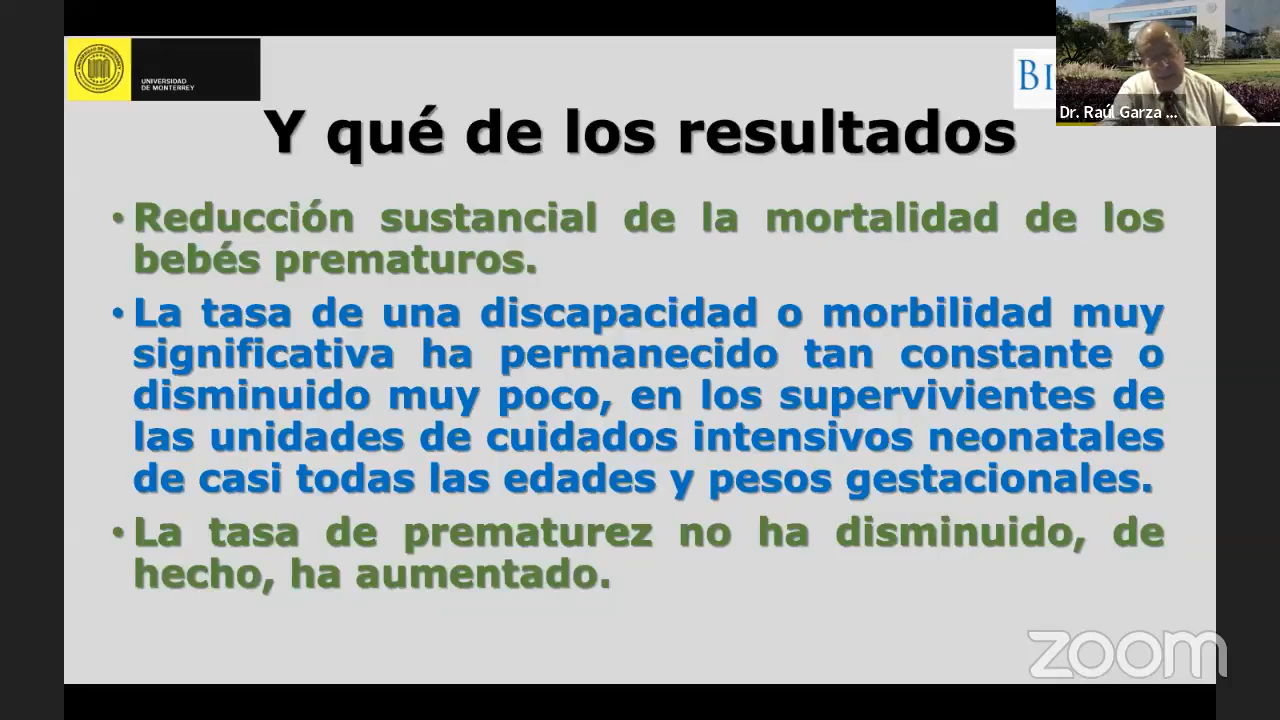 UNIVERSIDAD
DE MONTERREY
BI
Dr. Raúl Garza ...
Y qué de los resultados
• Reducción sustancial de la mortalidad de los
bebés prematuros.
• La tasa de una discapacidad o morbilidad muy
significativa ha permanecido tan constante o
disminuido muy poco, en los supervivientes de
las unidades de cuidados intensivos neonatales
de casi todas las edades y pesos gestacionales.
• La tasa de prematurez no ha disminuido, de
hecho, ha aumentado.
zoom